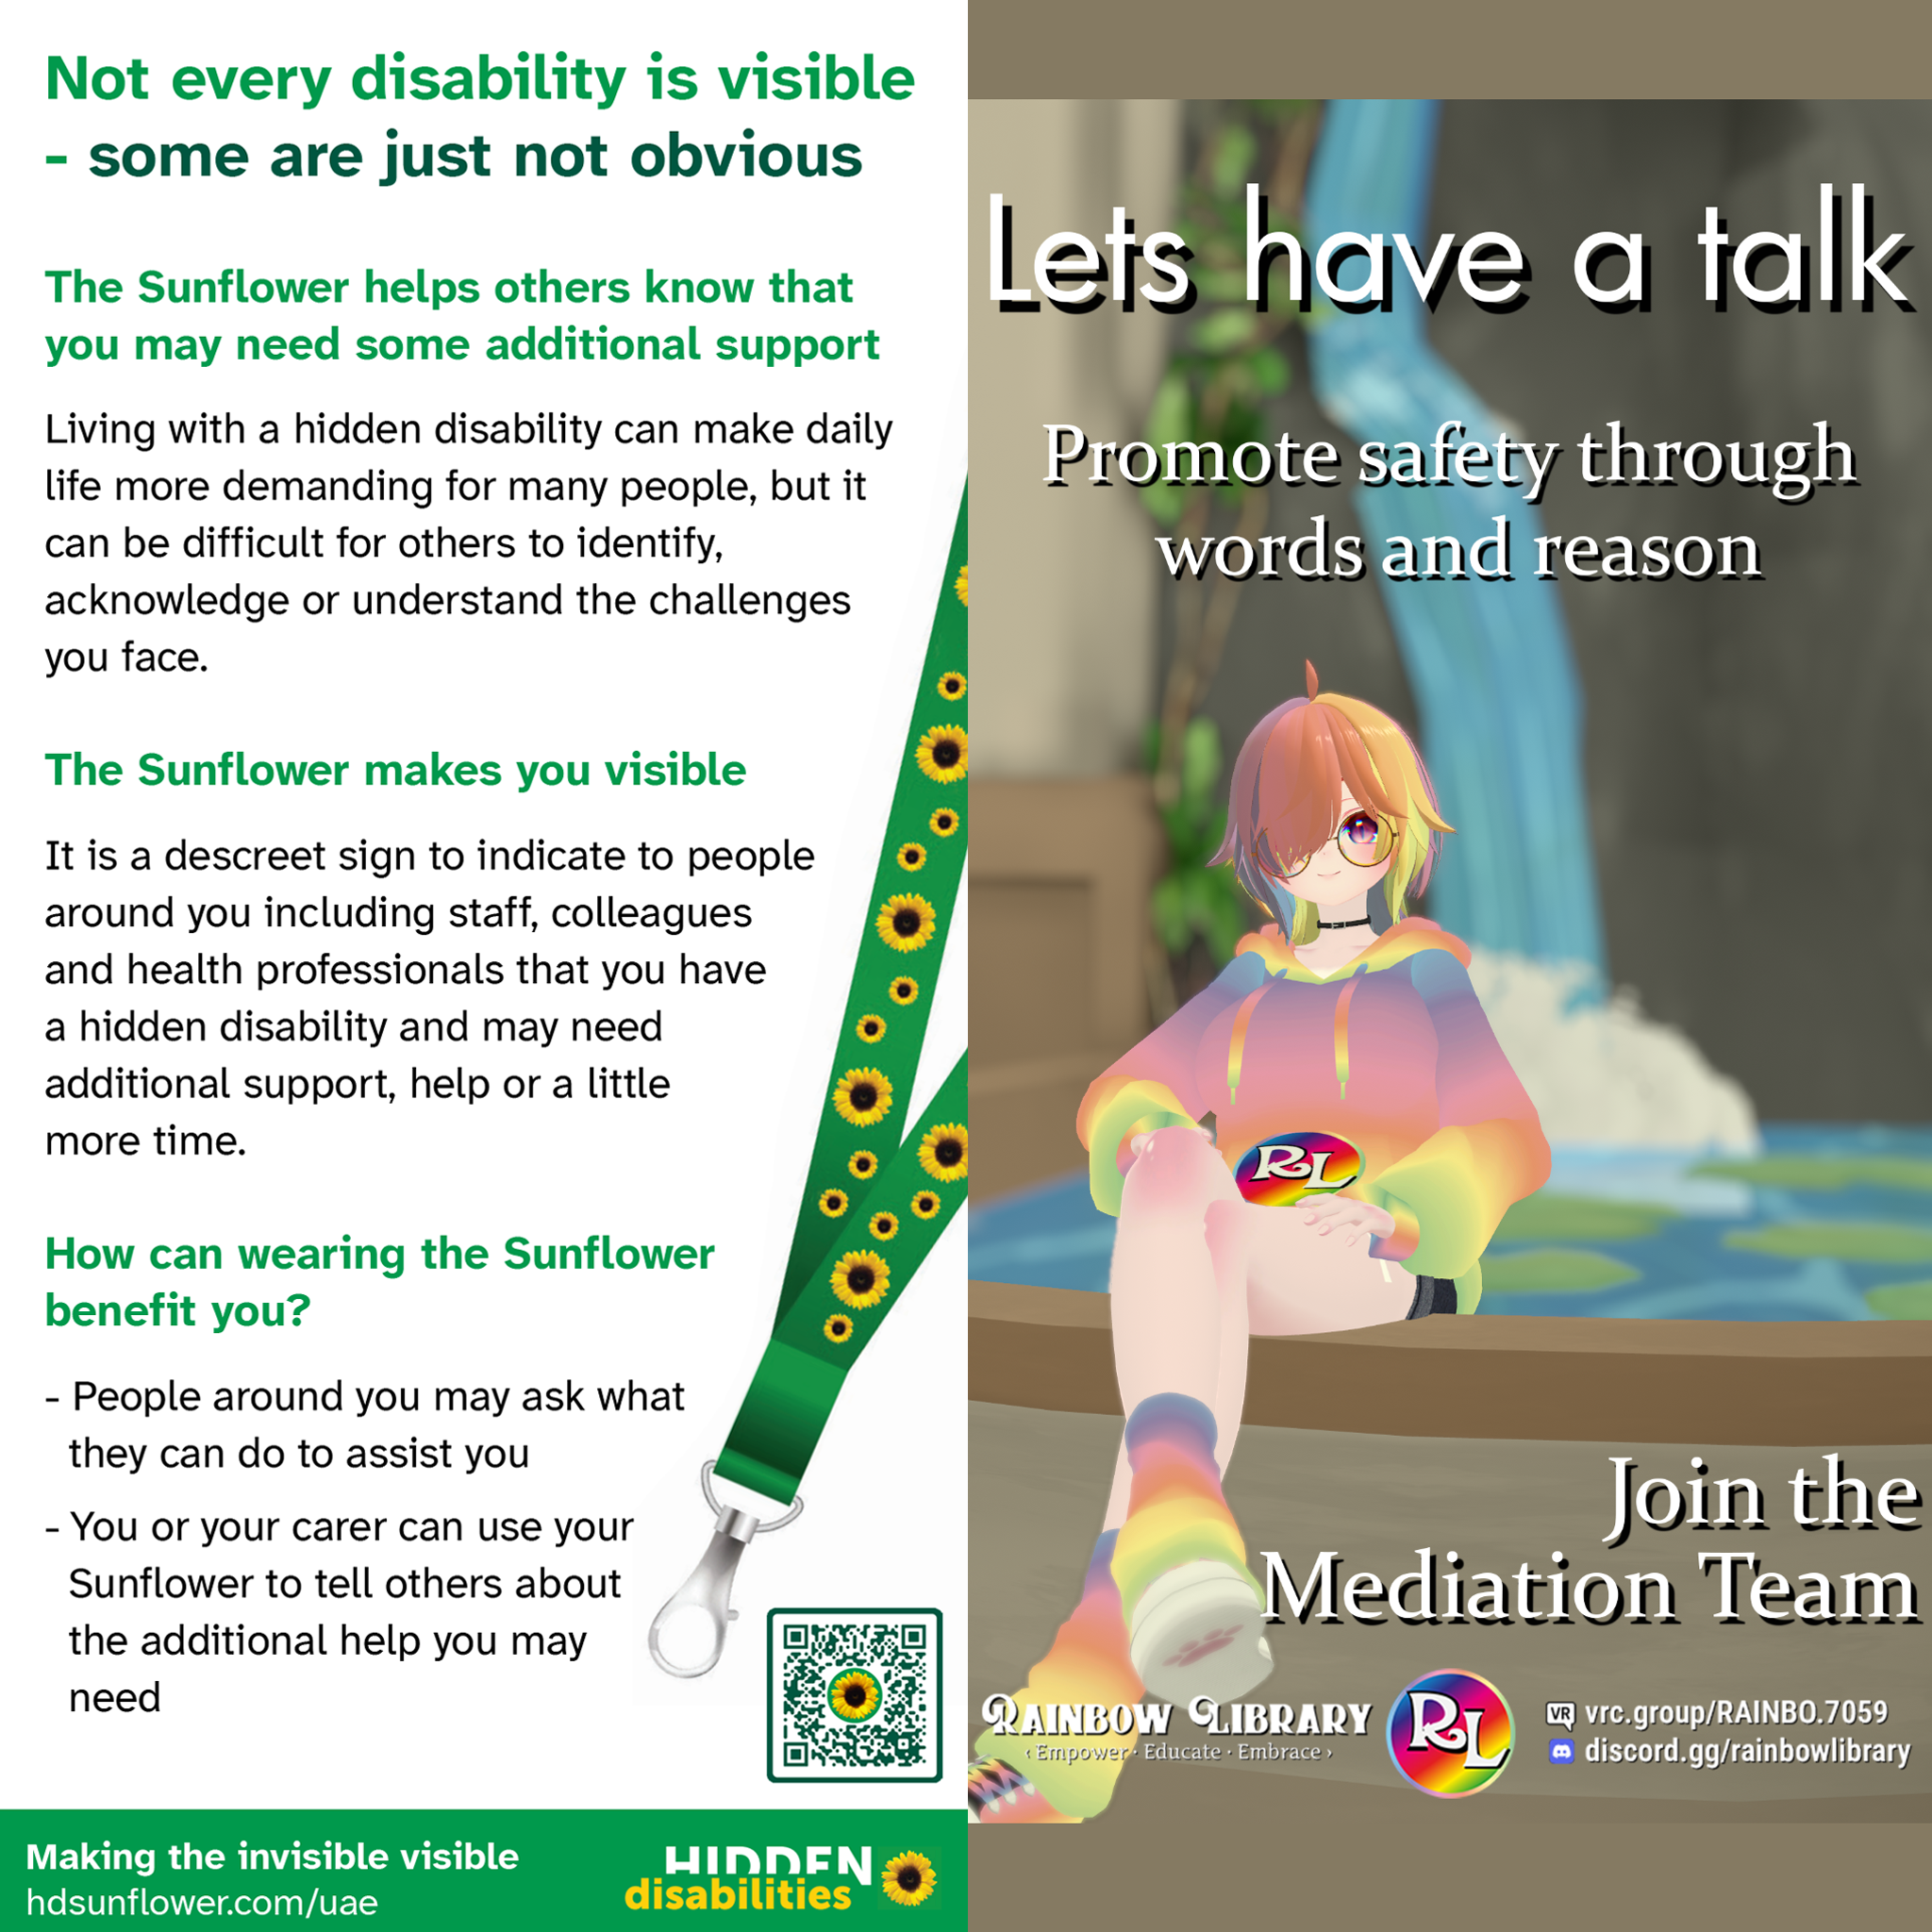 Not every disability is visible
- some are just not obvious
The Sunflower helps others know that
you may need some additional support
Living with a hidden disability can make daily
life more demanding for many people, but it
can be difficult for others to identify,
acknowledge or understand the challenges
you face.
The Sunflower makes you visible
It is a descreet sign to indicate to people
around you including staff, colleagues
and health professionals that you have
a hidden disability and may need
additional support, help or a little
more time.
How can wearing the Sunflower
benefit you?
- People around you may ask what
they can do to assist you
- You or your carer can use your
Sunflower to tell others about
the additional help you may
need
Making the invisible visible
hdsunflower.com/uae
HIDDEN
disabilities
Lets have a talk
Promote safety through
words and reason
RL
Join the
Mediation Team
RAINBOW LIBRARY
‹ Empower · Educate · Embrace ›
RL
VR vrc.group/RAINBO.7059
discord.gg/rainbowlibrary